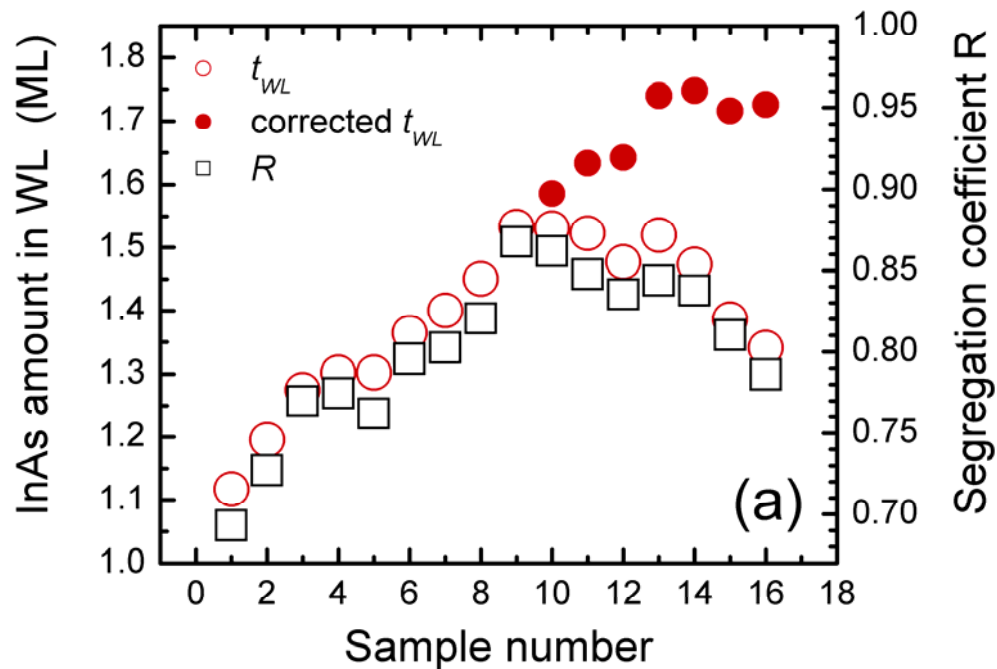 InAs amount in WL (ML)
1.8
1.7
1.6
1.5
1.4
1.3
1.2
1.1
1.0
t_WL
corrected t_WL
R
(a)
1.00
0.95
0.90
0.85
0.80
0.75
0.70
Segregation coefficient R
0 2 4 6 8 10 12 14 16 18
Sample number